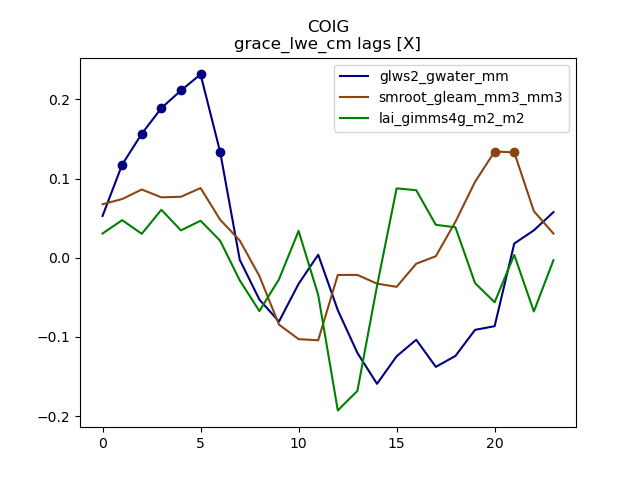 COIG
grace_lwe_cm lags [X]
glws2_gwater_mm
smroot_gleam_mm3_mm3
lai_gimms4g_m2_m2
0.2
0.1
0.0
−0.1
−0.2
0 5 10 15 20